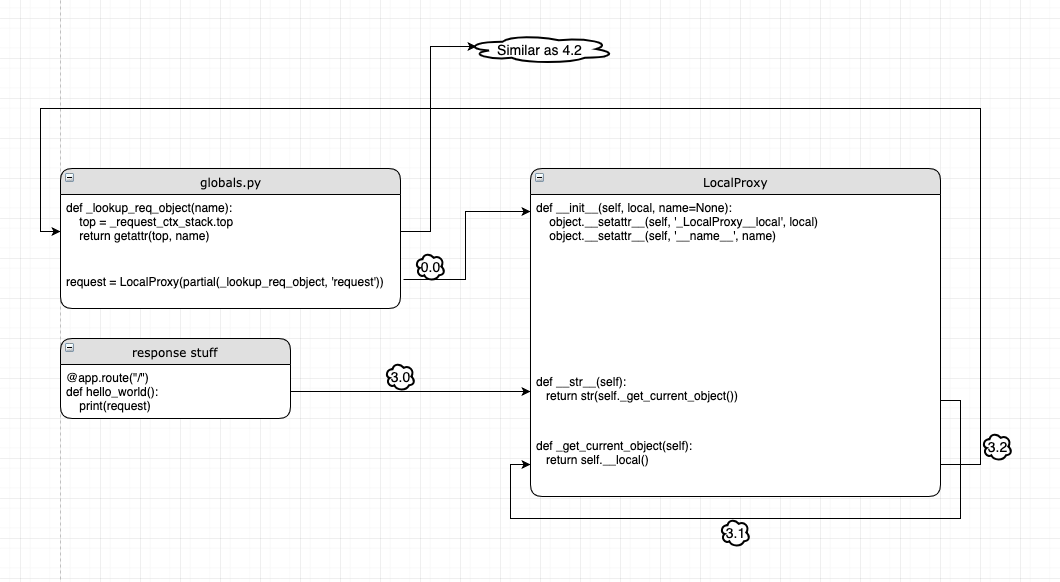 Similar as 4.2
globals.py
def _lookup_req_object(name):
top = _request_ctx_stack.top
return getattr(top, name)
request = LocalProxy(partial(_lookup_req_object, 'request'))
0.0
LocalProxy
def __init__(self, local, name=None):
object.__setattr__(self, '_LocalProxy__local', local)
object.__setattr__(self, '__name__', name)
response stuff
@app.route("/")
def hello_world():
print(request)
3.0
def __str__(self):
return str(self._get_current_object())
def _get_current_object(self):
return self.__local()
3.2
3.1